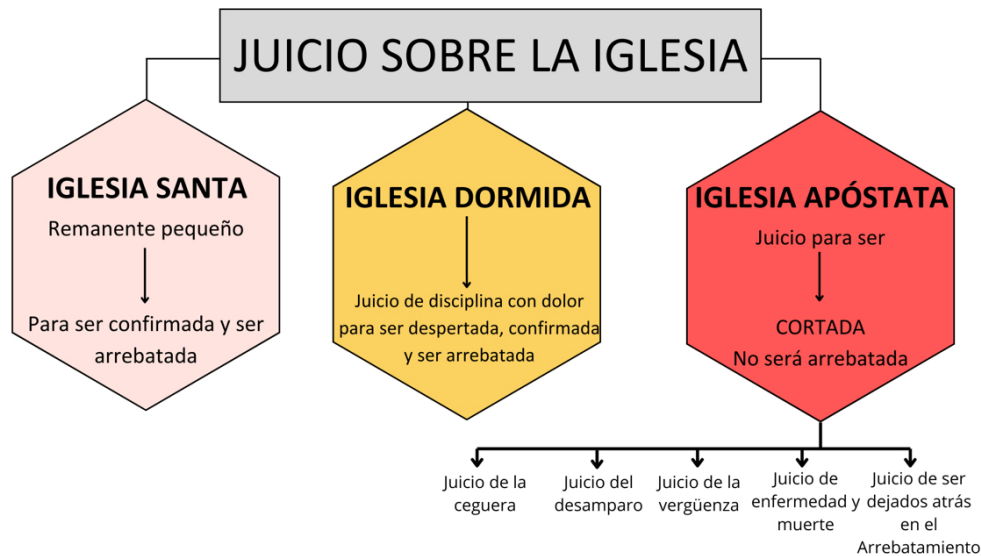 JUICIO SOBRE LA IGLESIA
IGLESIA SANTA
Remanente pequeño
Para ser confirmada y ser
arrebatada
IGLESIA DORMIDA
Juicio de disciplina con dolor
para ser despertada, confirmada
y ser arrebatada
IGLESIA APÓSTATA
Juicio para ser
CORTADA
No será arrebatada
Juicio de la
ceguera
Juicio del
desamparo
Juicio de la
vergüenza
Juicio de
enfermedad y
muerte
Juicio de ser
dejados atrás
en el
Arrebatamiento